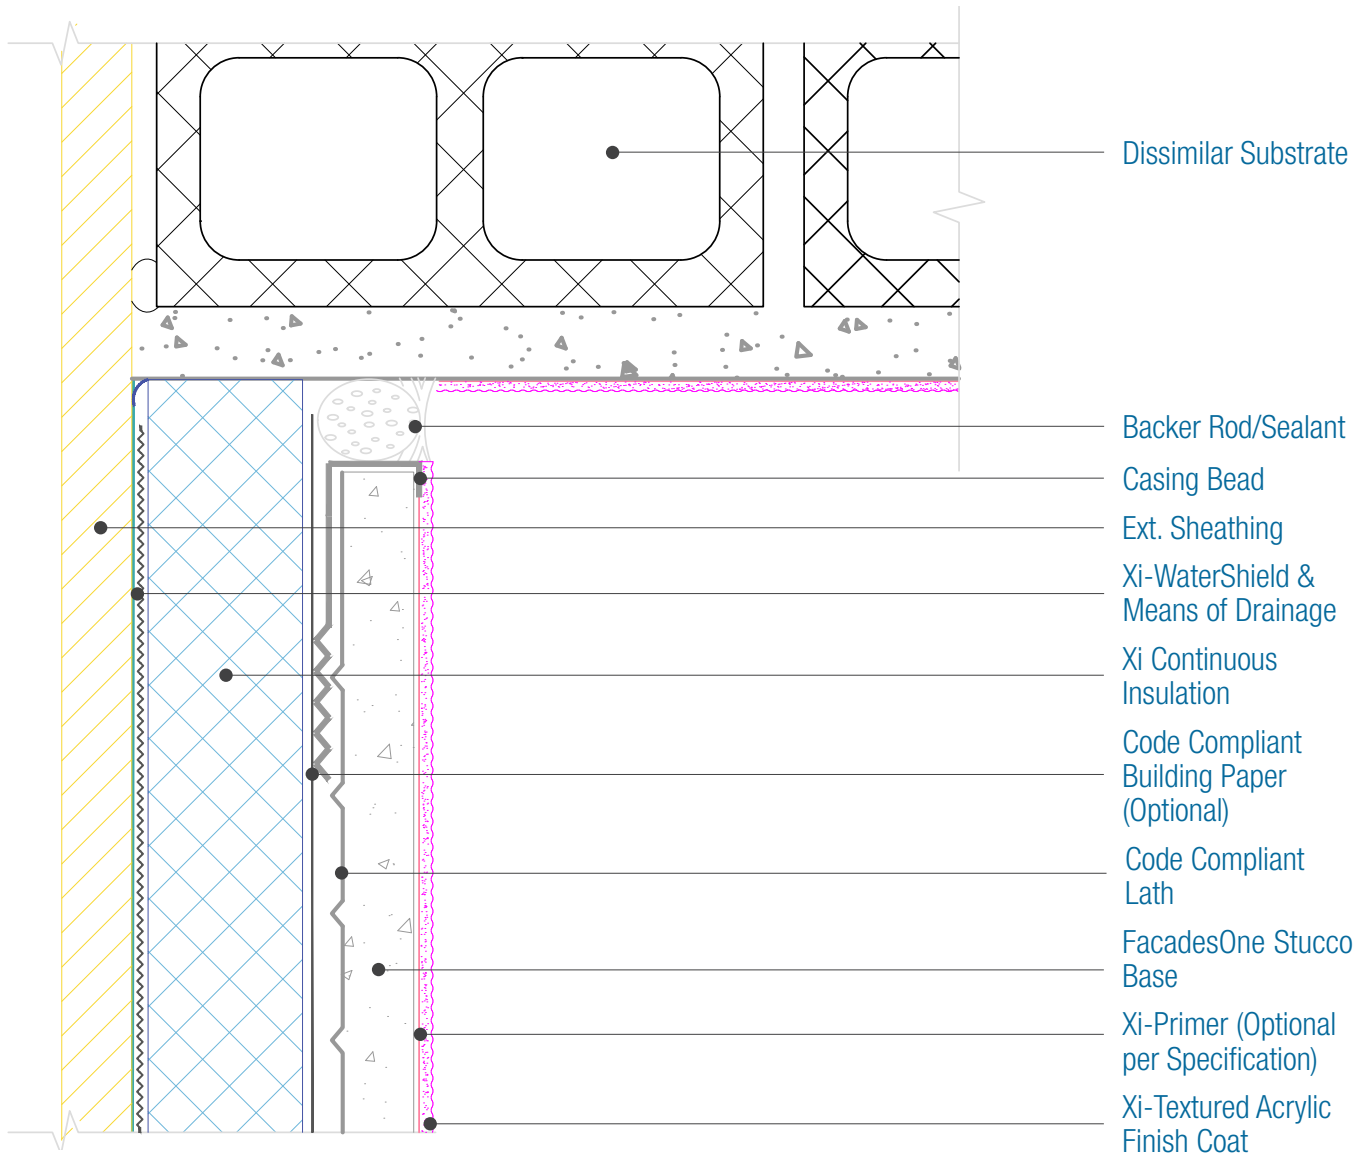 Dissimilar Substrate
Backer Rod/Sealant
Casing Bead
Ext. Sheathing
Xi-WaterShield &
Means of Drainage
Xi Continuous
Insulation
Code Compliant
Building Paper
(Optional)
Code Compliant
Lath
FacadesOne Stucco
Base
Xi-Primer (Optional
per Specification)
Xi-Textured Acrylic
Finish Coat